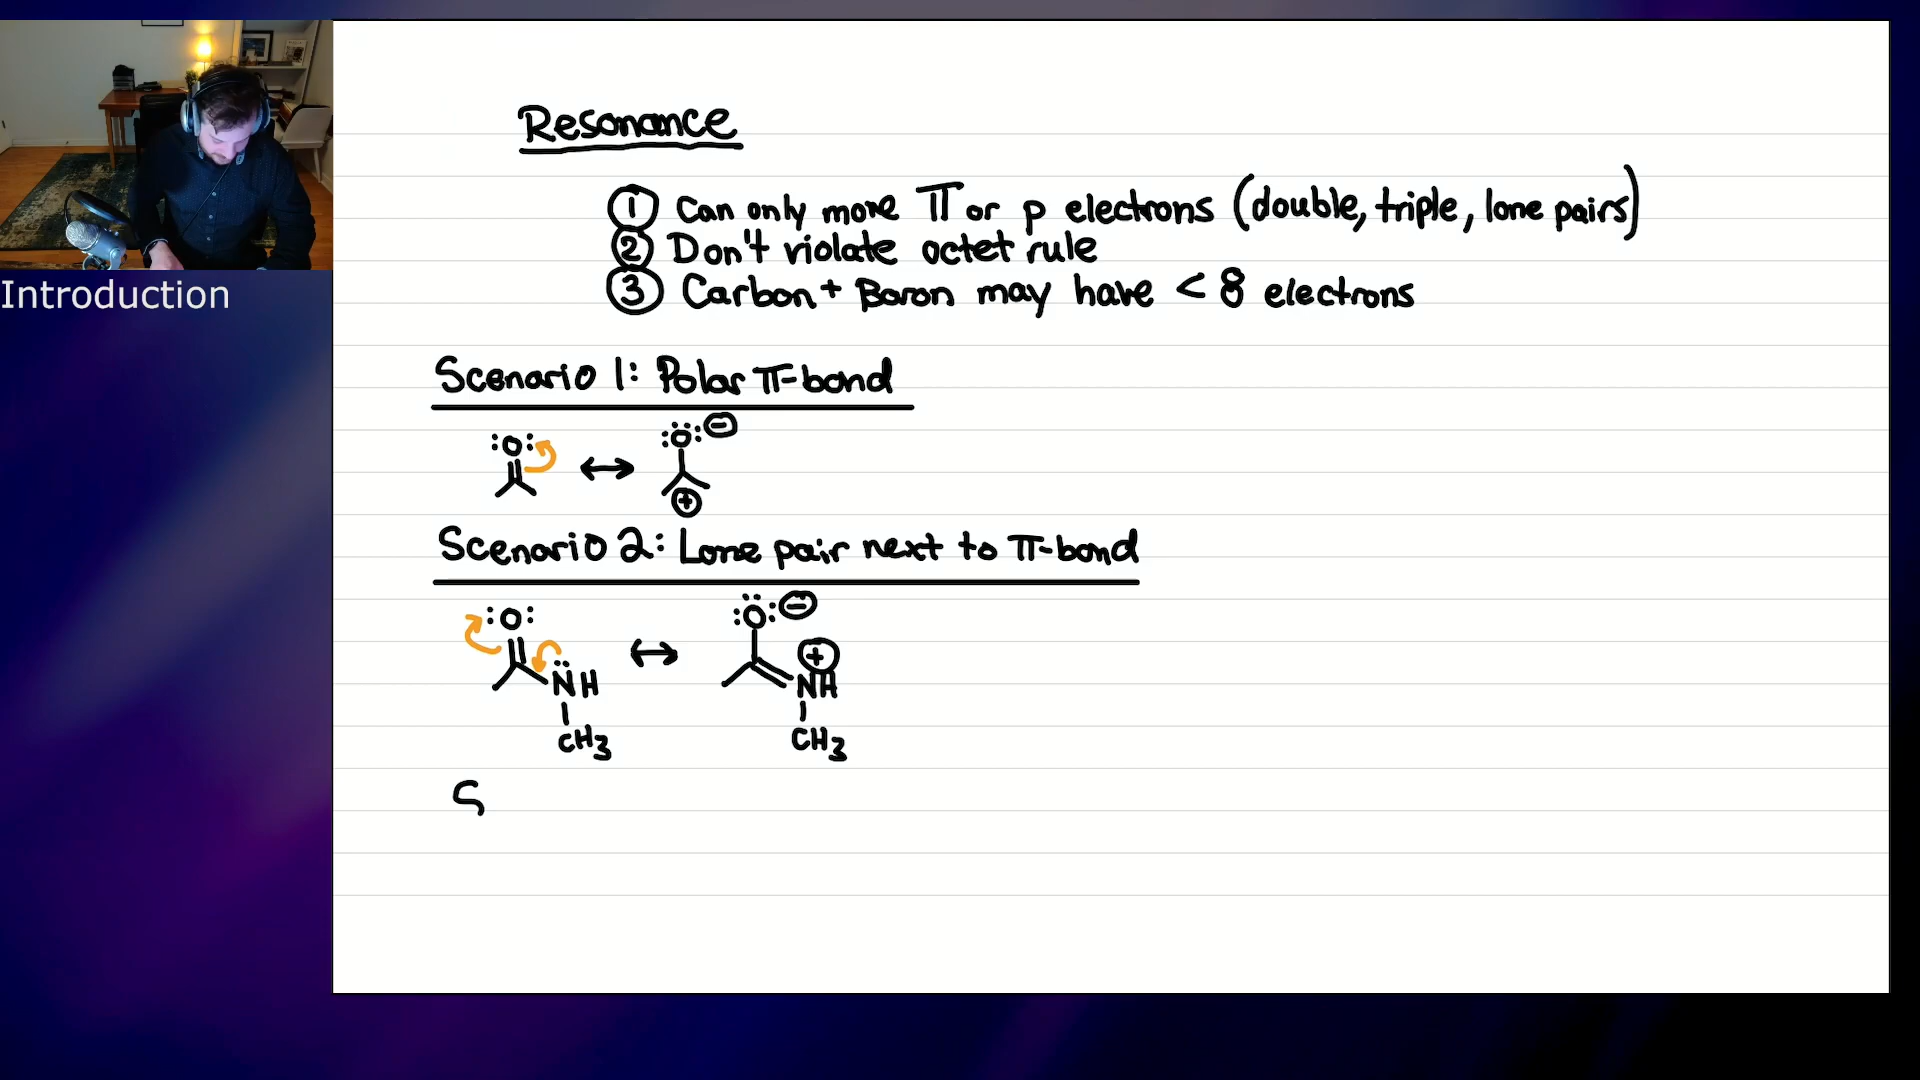 Introduction
Resonance
① Can only move π or p electrons (double, triple, lone pairs)
② Don't violate octet rule
③ Carbon + Boron may have < 8 electrons
Scenario 1: Polar π-bond
:O: ↔ :O: ⊖
⊕
Scenario 2: Lone pair next to π-bond
:O: ↔ :O: ⊖
⊕
NH NH
CH3 CH3
S